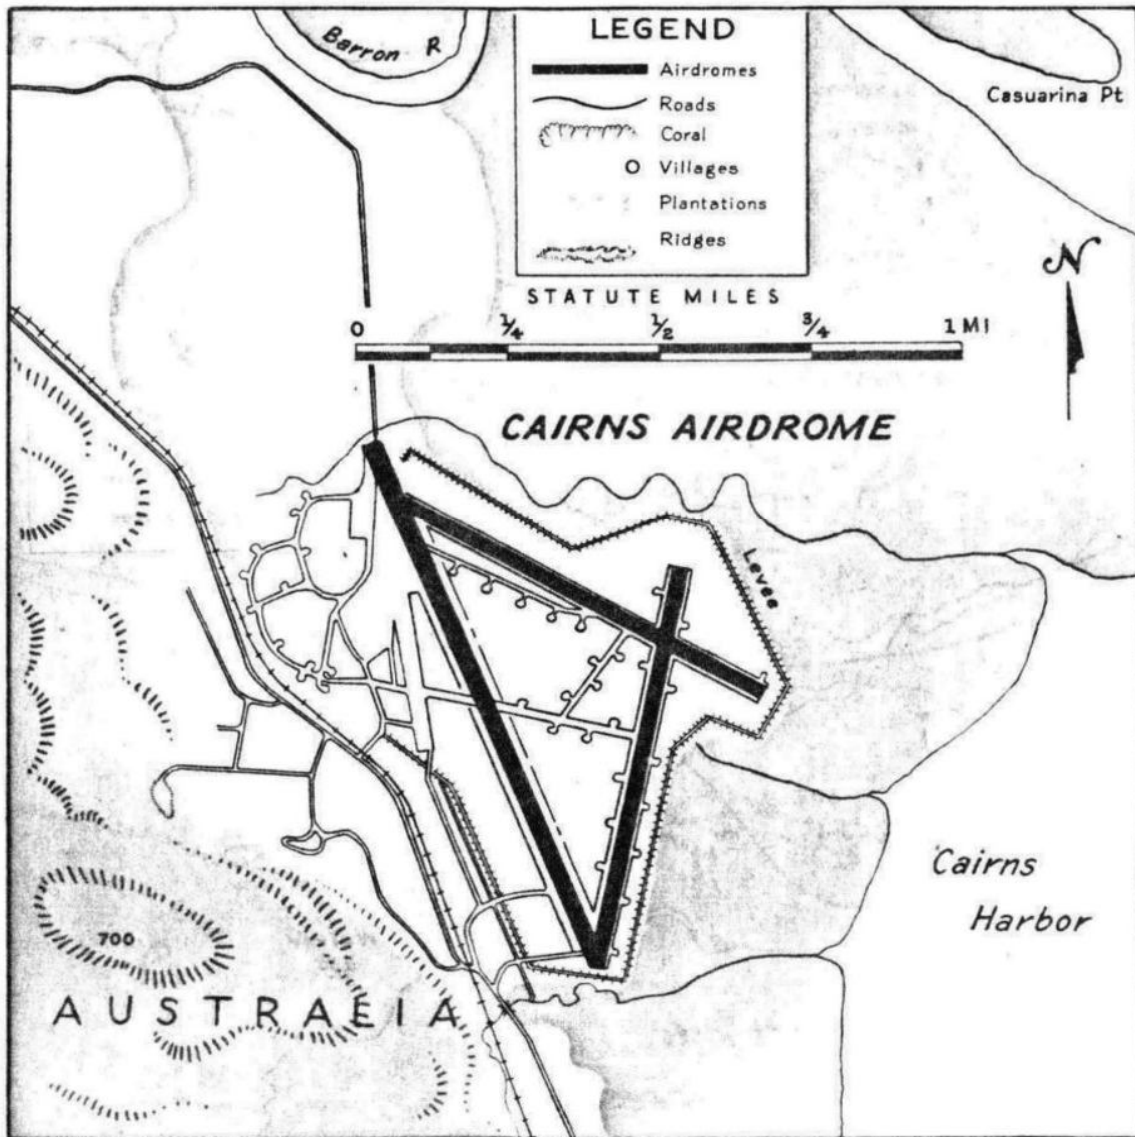 Barron R
LEGEND
Airdromes
Roads
Coral
Villages
Plantations
Ridges
Casuarina Pt
N
STATUTE MILES
0 1/4 1/2 3/4 1 MI
CAIRNS AIRDROME
Levee
Cairns
Harbor
700
AUSTRALIA